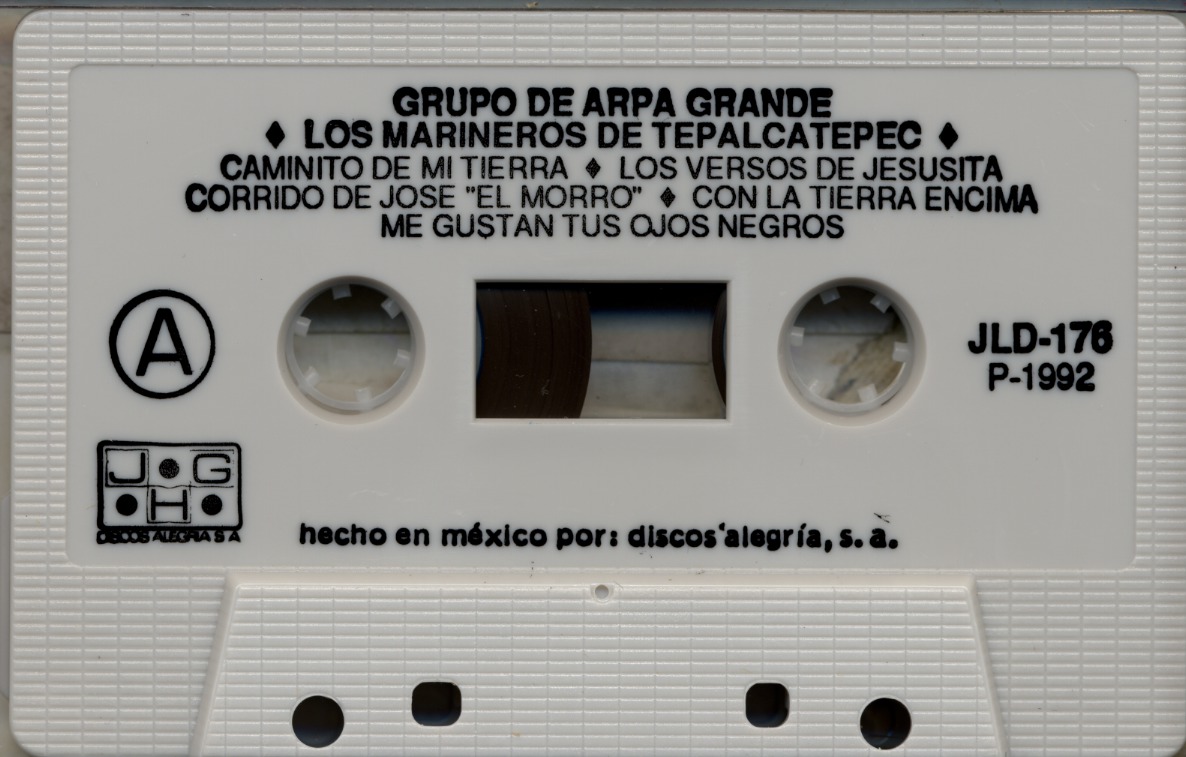 GRUPO DE ARPA GRANDE
♦ LOS MARINEROS DE TEPALCATEPEC ♦
CAMINITO DE MI TIERRA ♦ LOS VERSOS DE JESUSITA
CORRIDO DE JOSE "EL MORRO" ♦ CON LA TIERRA ENCIMA
ME GUSTAN TUS OJOS NEGROS
A
JLD-176
P-1992
J G
H
DISCOS ALEGRIA S A
hecho en méxico por: discos alegría, s. a.